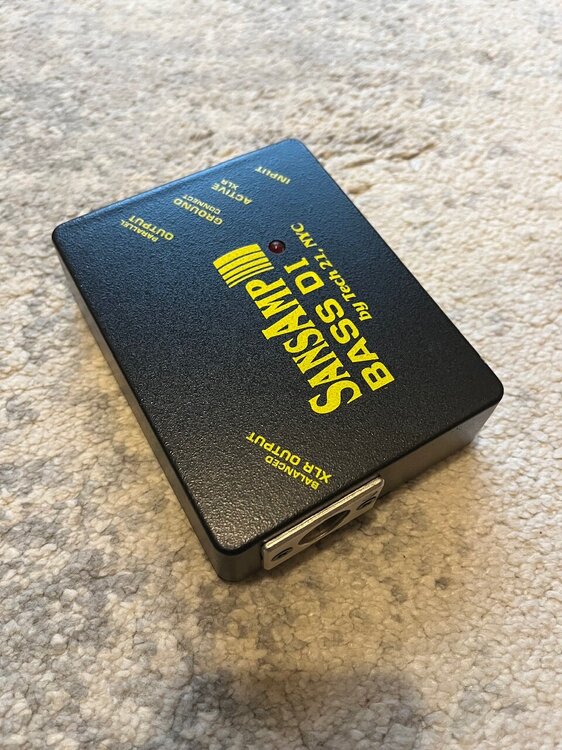 SANSAMP
BASS DI
by Tech 21, NYC
PARALLEL
OUTPUT
GROUND
CONNECT
ACTIVE
XLR
INPUT
BALANCED
XLR OUTPUT